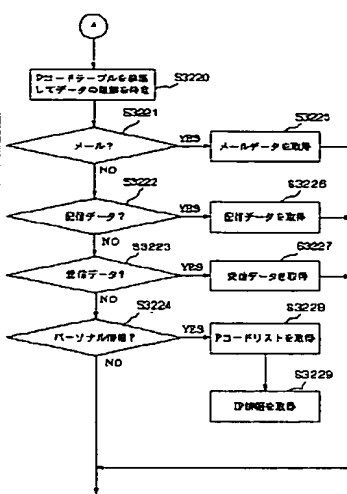 A
Pコードテーブルを参照
してデータの種類を特定
S3220
S3221
メール?
YES
S3225
メールデータを取得
NO
S3222
配信データ?
YES
S3226
配信データを取得
NO
S3223
受信データ?
YES
S3227
受信データを取得
NO
S3224
パーソナル情報?
YES
S3228
Pコードリストを取得
NO
S3229
を取得